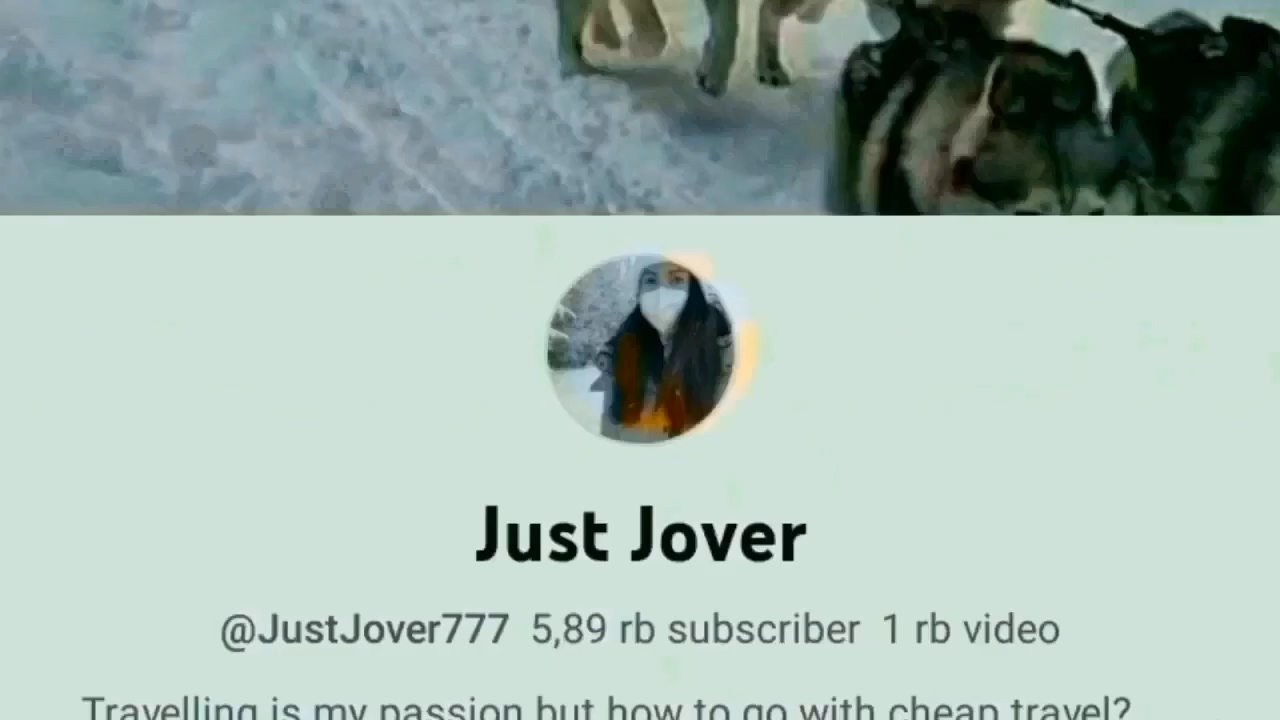 Just Jover
@JustJover777 5,89 rb subscriber 1 rb video
Travelling is my passion but how to go with cheap travel?